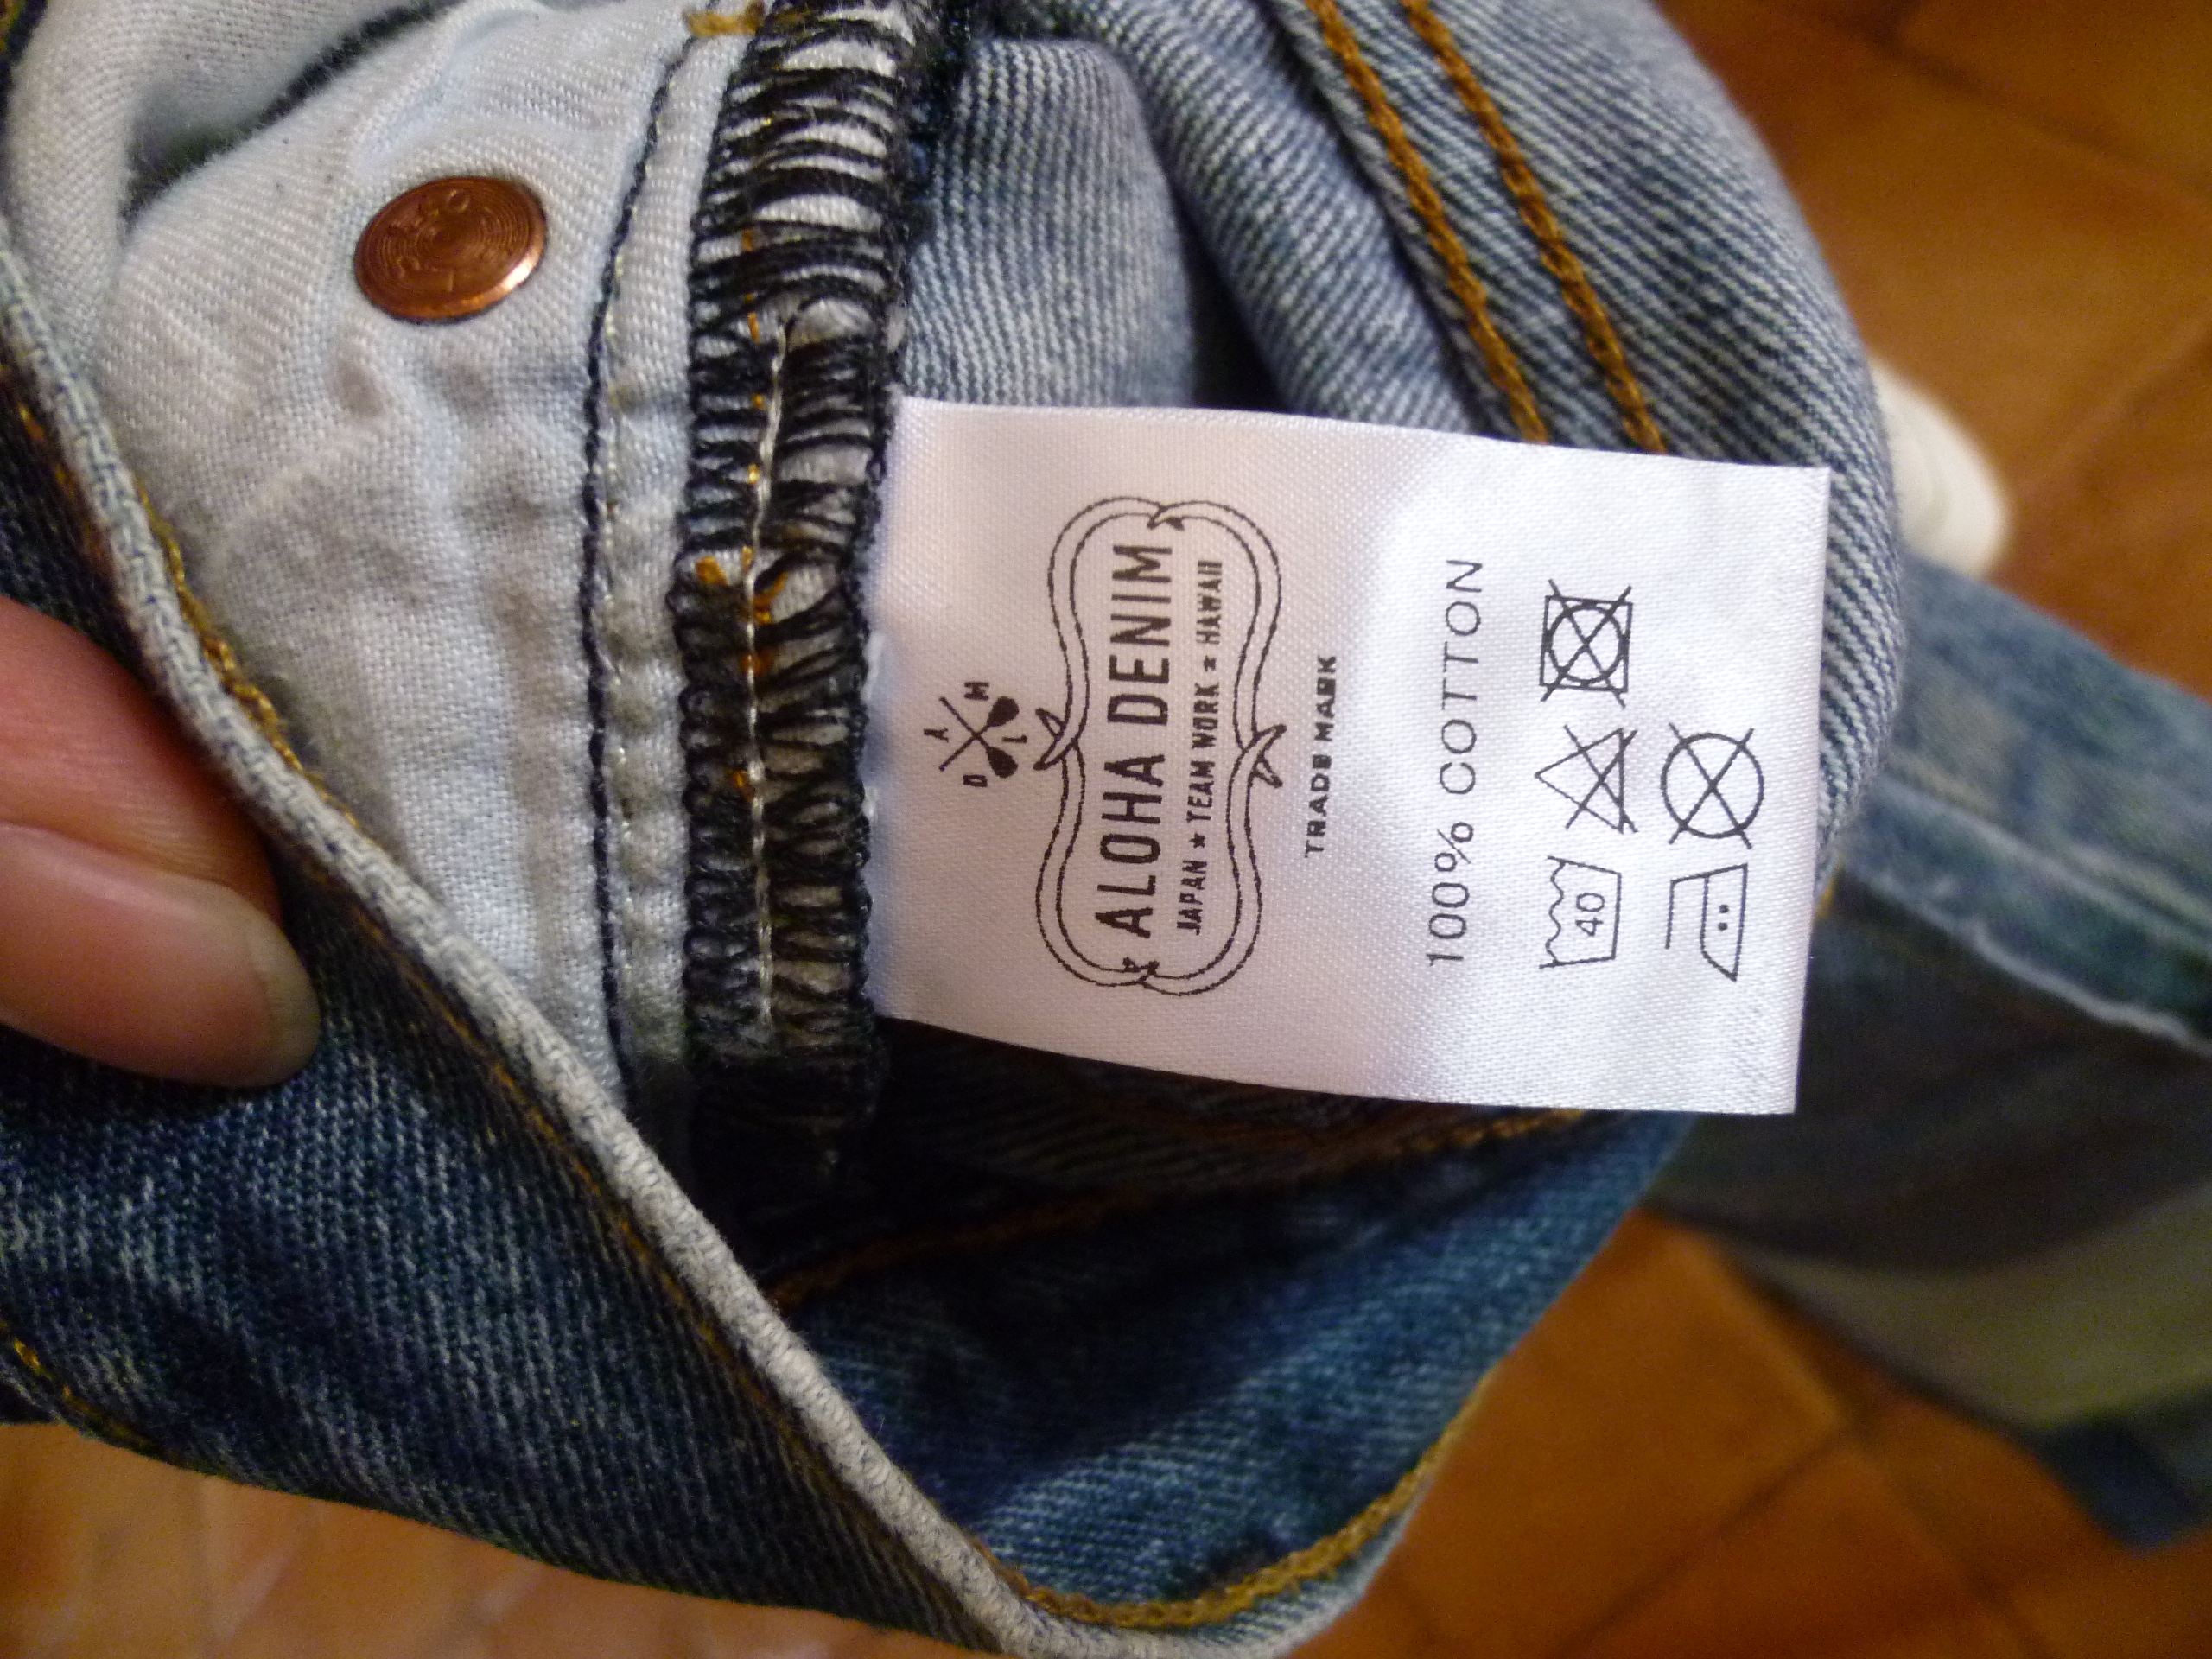 A
D M
L
ALOHA DENIM
JAPAN ★ TEAM WORK ★ HAWAII
TRADE MARK
100% COTTON
40